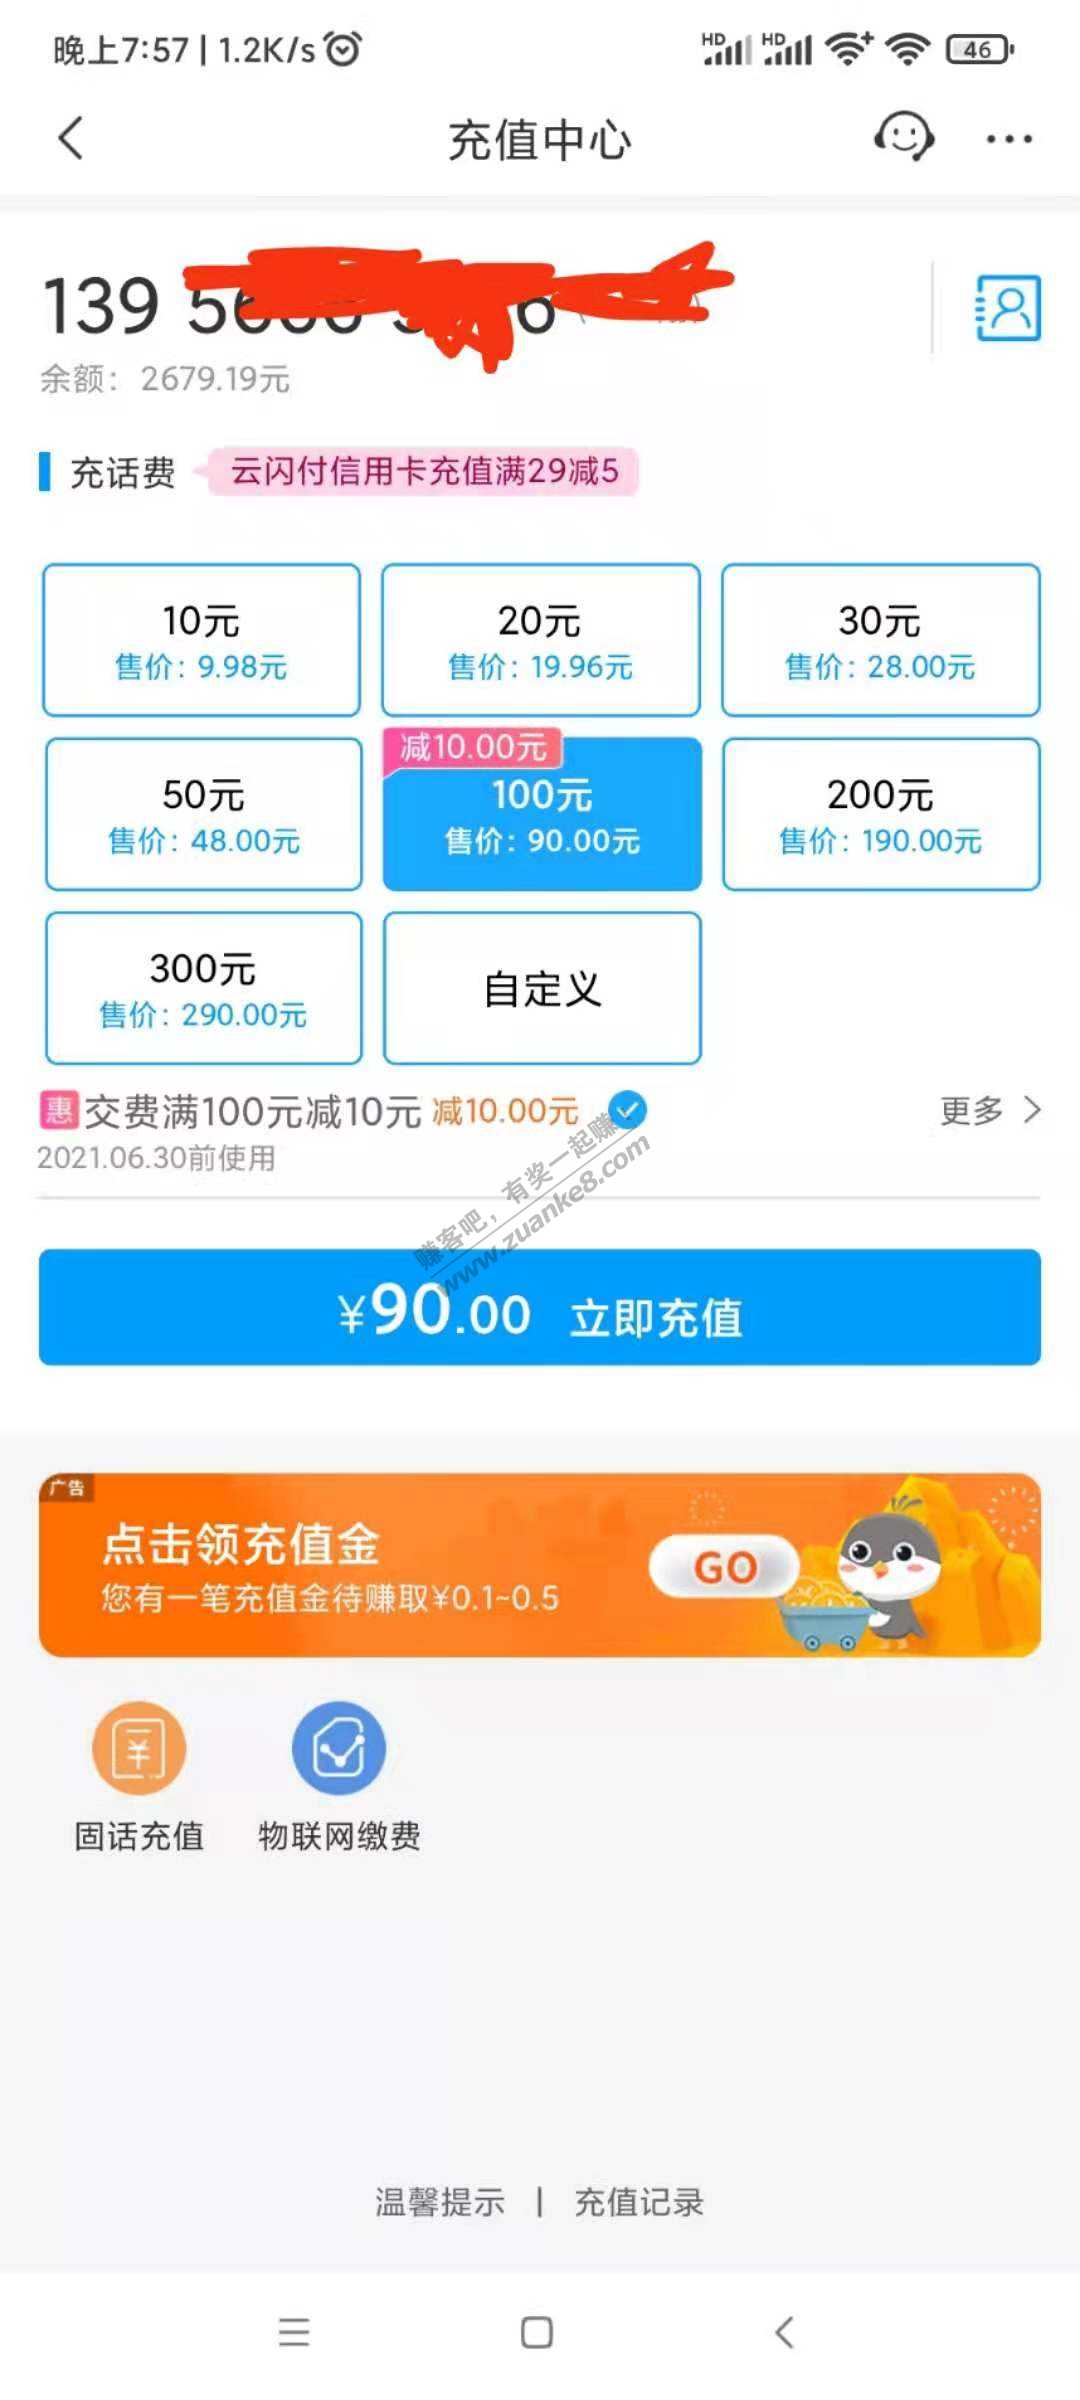 晚上7:57 | 1.2K/s
HD HD 46
充值中心
139
余额：2679.19元
充话费 云闪付信用卡充值满29减5
10元 20元 30元
售价：9.98元 售价：19.96元 售价：28.00元
减10.00元
50元 100元 200元
售价：48.00元 售价：90.00元 售价：190.00元
300元 自定义
售价：290.00元
惠 交费满100元减10元 减10.00元 更多
2021.06.30前使用
赚客吧，有奖一起赚
www.zuanke8.com
¥90.00 立即充值
广告
点击领充值金
您有一笔充值金待赚取¥0.1~0.5
GO
固话充值 物联网缴费
温馨提示 | 充值记录